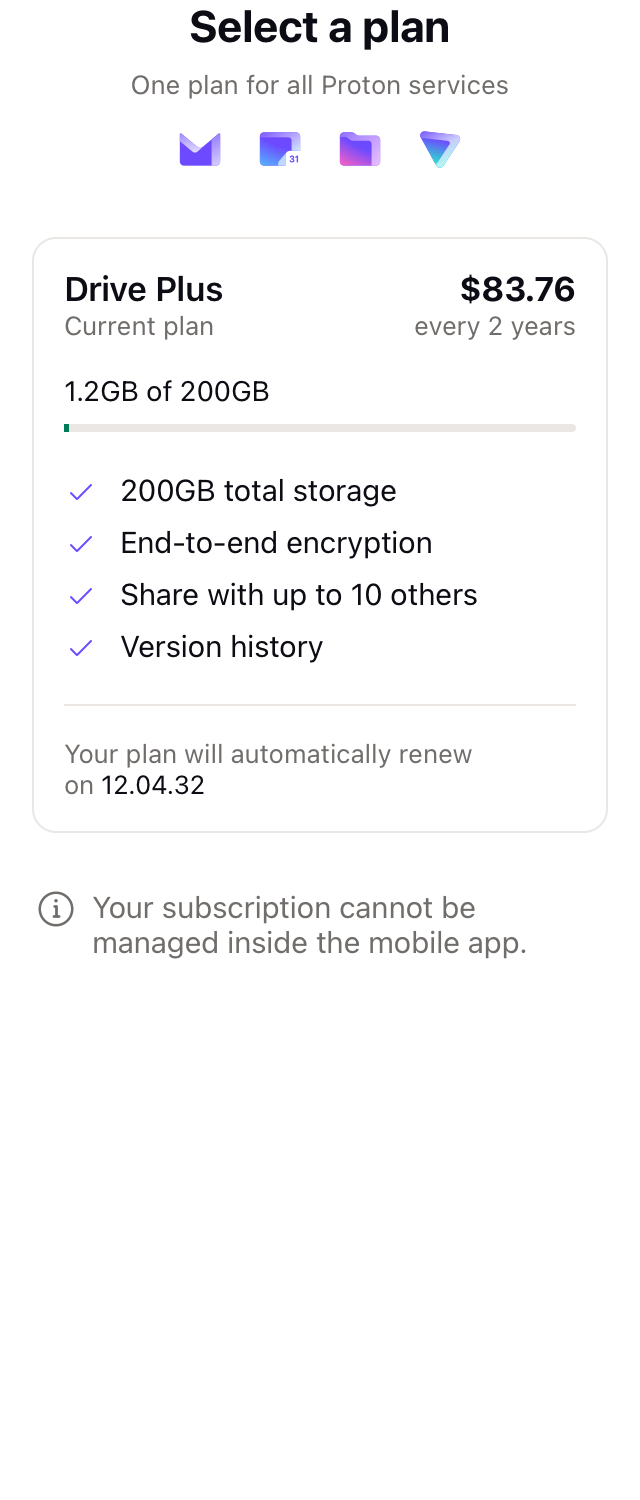 Select a plan
One plan for all Proton services
31
Drive Plus
$83.76
Current plan
every 2 years
1.2GB of 200GB
200GB total storage
End-to-end encryption
Share with up to 10 others
Version history
Your plan will automatically renew
on 12.04.32
Your subscription cannot be
managed inside the mobile app.